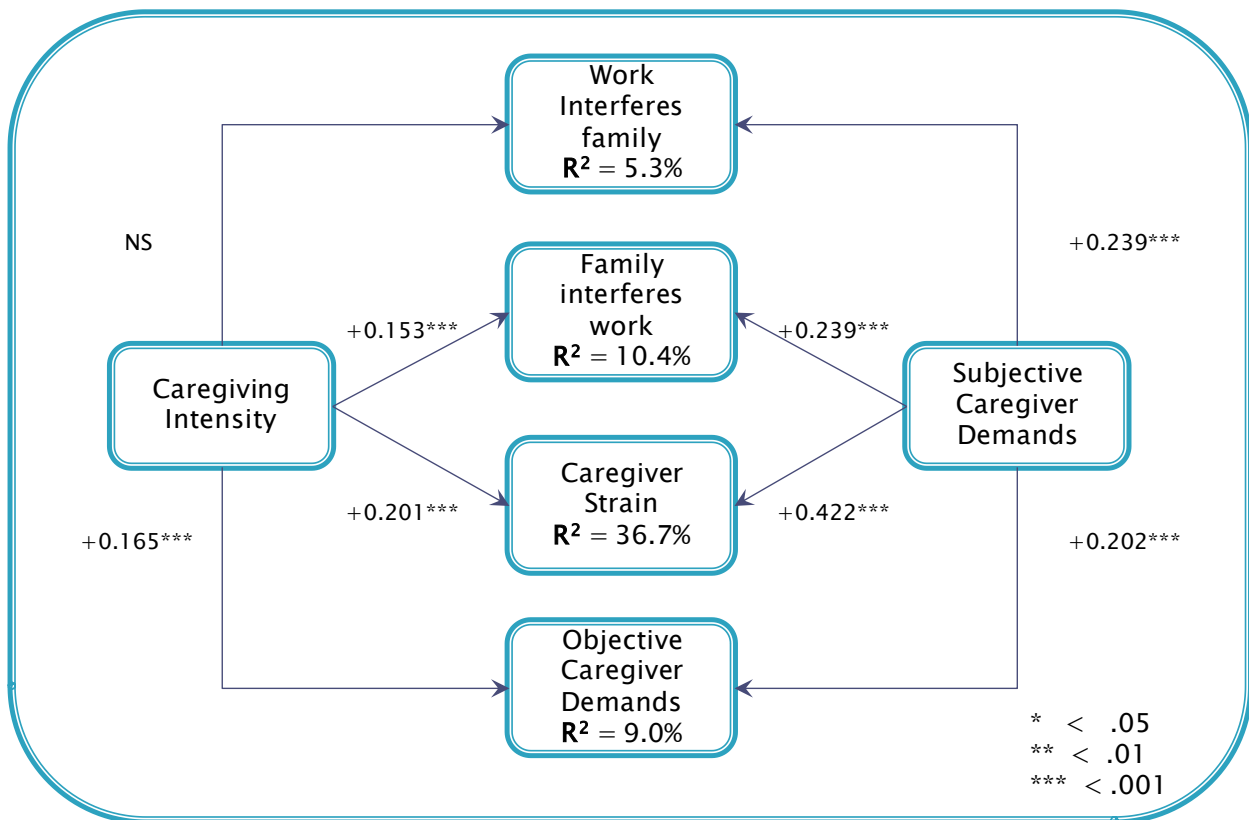 Work
Interferes
family
R² = 5.3%
NS
+0.239***
Family
interferes
work
R² = 10.4%
+0.153***
+0.239***
Caregiving
Intensity
Subjective
Caregiver
Demands
Caregiver
Strain
R² = 36.7%
+0.201***
+0.422***
+0.165***
+0.202***
Objective
Caregiver
Demands
R² = 9.0%
* < .05
** < .01
*** < .001